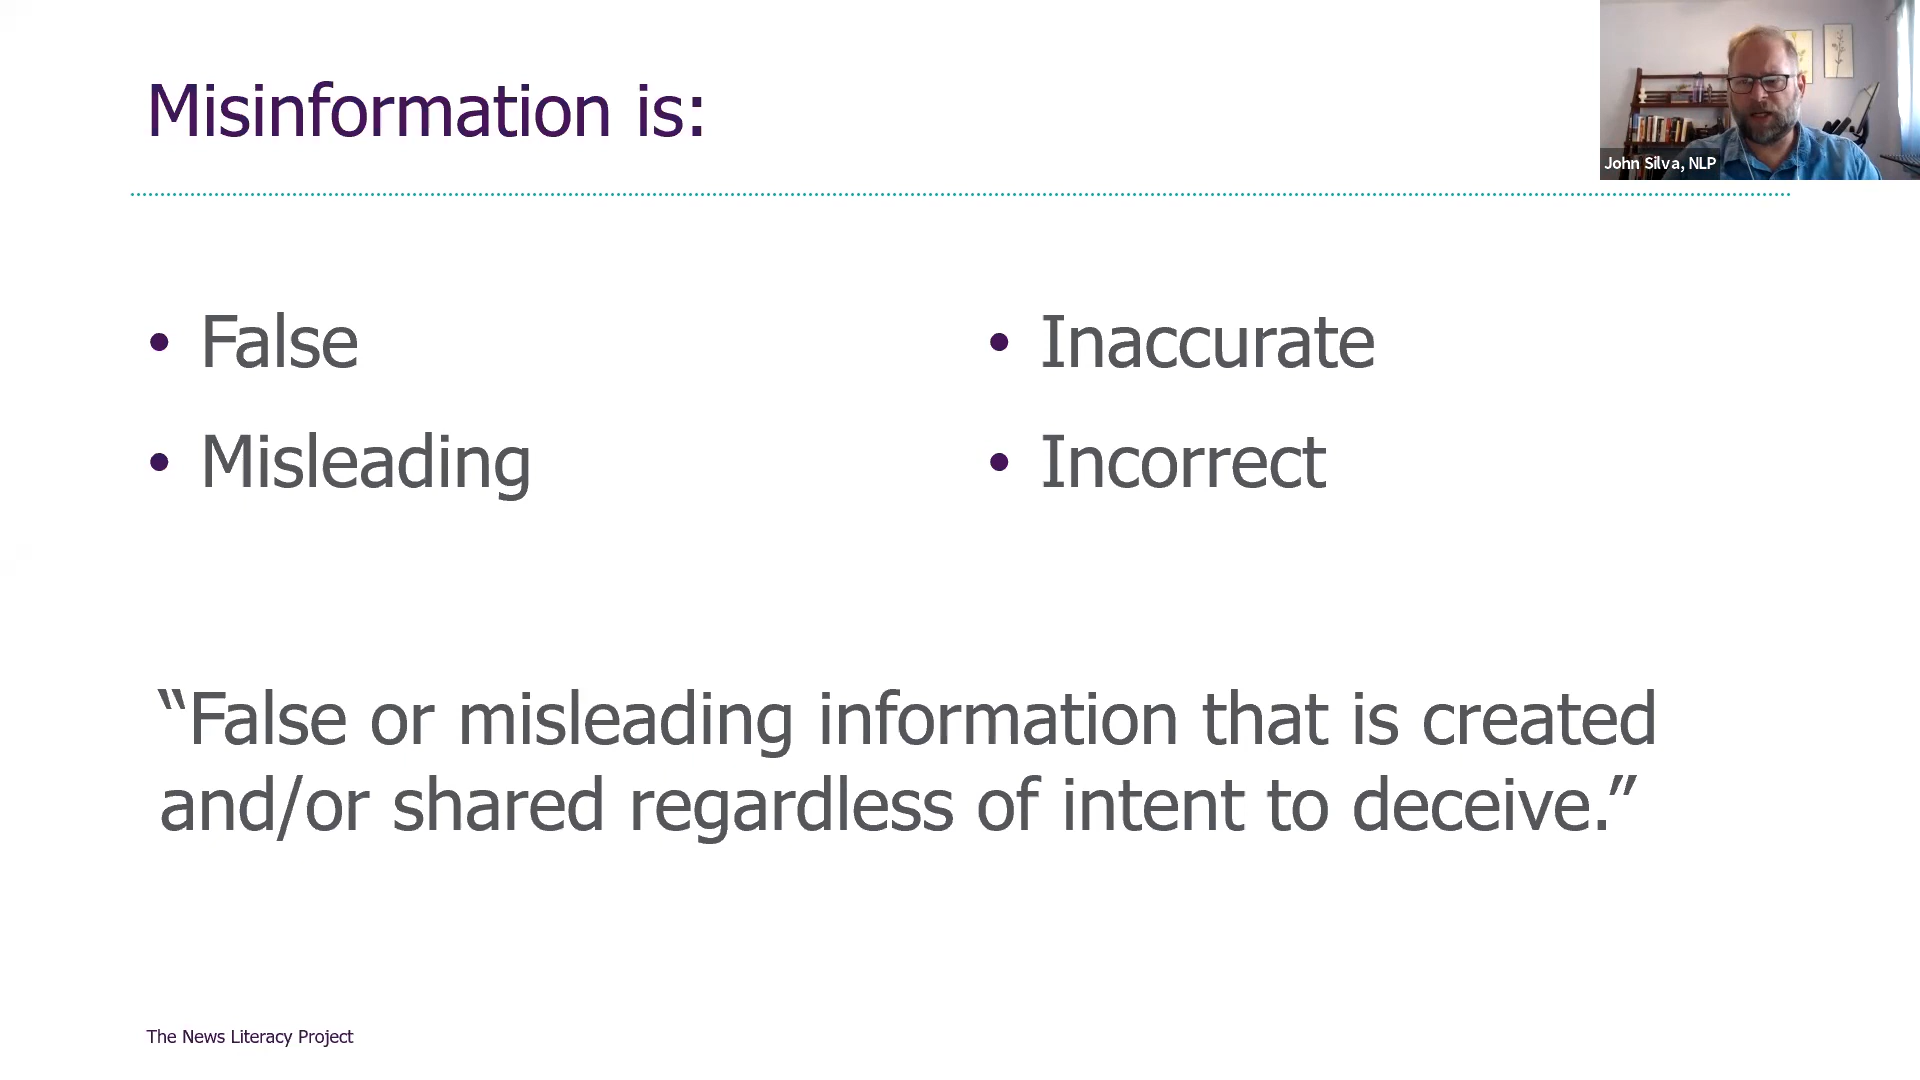 Misinformation is:
John Silva, NLP
• False
• Misleading
• Inaccurate
• Incorrect
“False or misleading information that is created
and/or shared regardless of intent to deceive.”
The News Literacy Project